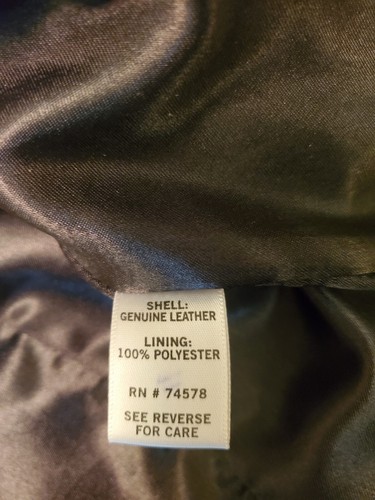 SHELL:
GENUINE LEATHER
LINING:
100% POLYESTER
RN # 74578
SEE REVERSE
FOR CARE